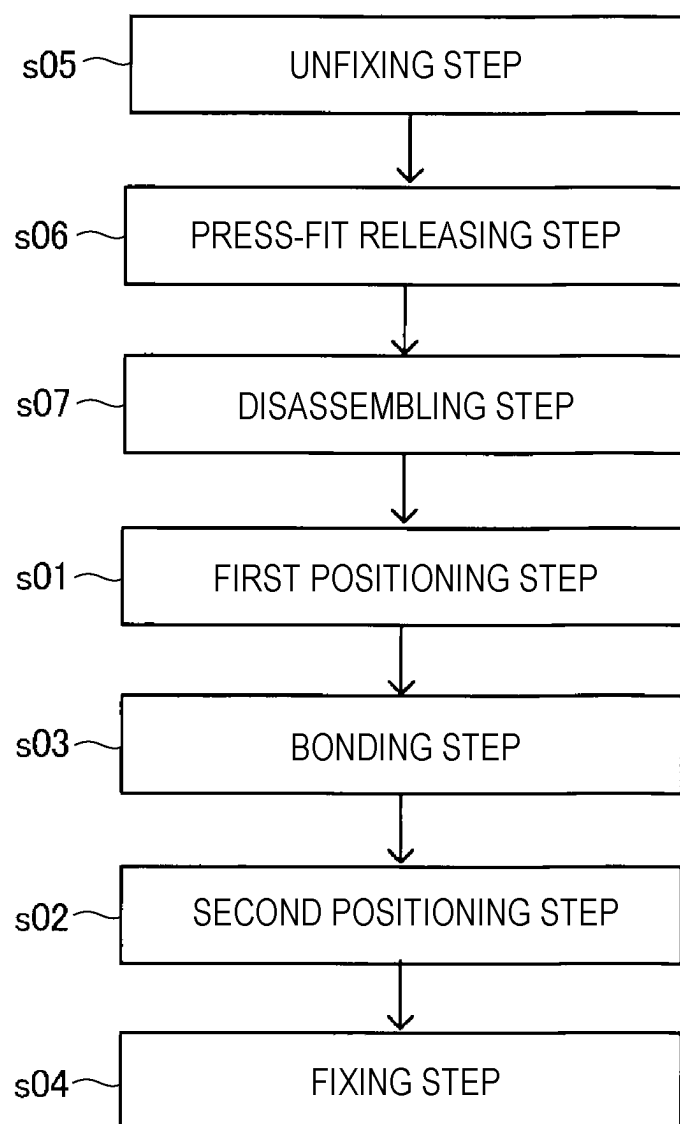 s05 UNFIXING STEP
s06 PRESS-FIT RELEASING STEP
s07 DISASSEMBLING STEP
s01 FIRST POSITIONING STEP
s03 BONDING STEP
s02 SECOND POSITIONING STEP
s04 FIXING STEP